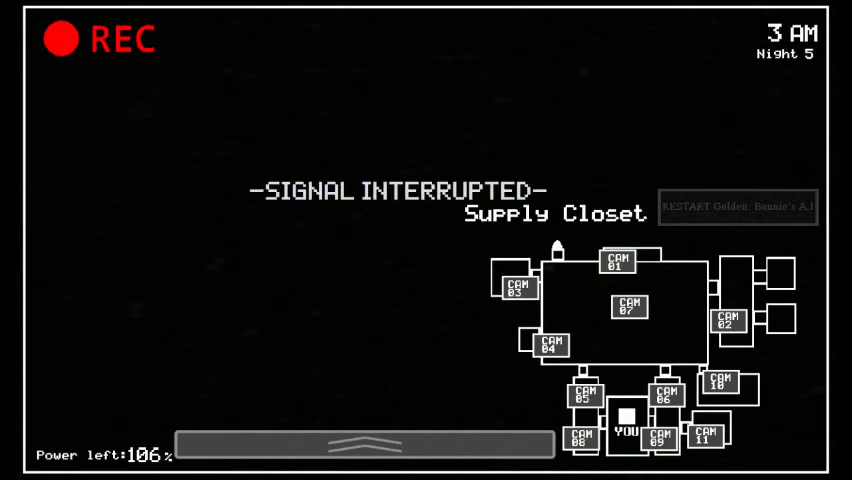 REC
3 AM
Night 5
-SIGNAL INTERRUPTED-
Supply Closet
RESTART Golden Bonnie's A.I
CAM 01
CAM 03
CAM 07
CAM 02
CAM 04
CAM 10
CAM 05
CAM 06
YOU
CAM 08
CAM 09
CAM 11
Power left:106%